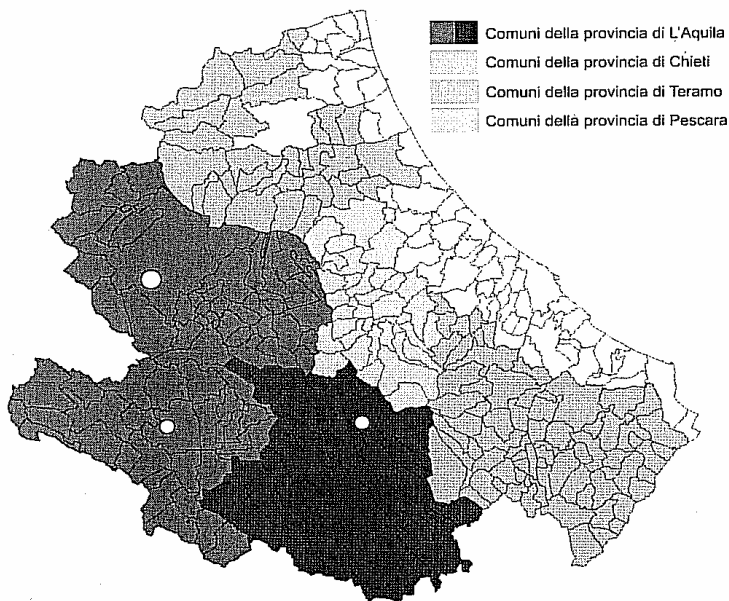 Comuni della provincia di L'Aquila
Comuni della provincia di Chieti
Comuni della provincia di Teramo
Comuni della provincia di Pescara